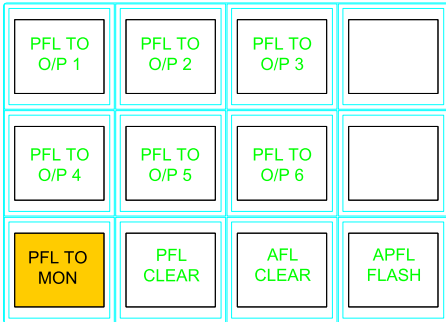 PFL TO
O/P 1
PFL TO
O/P 2
PFL TO
O/P 3
PFL TO
O/P 4
PFL TO
O/P 5
PFL TO
O/P 6
PFL TO
MON
PFL
CLEAR
AFL
CLEAR
APFL
FLASH